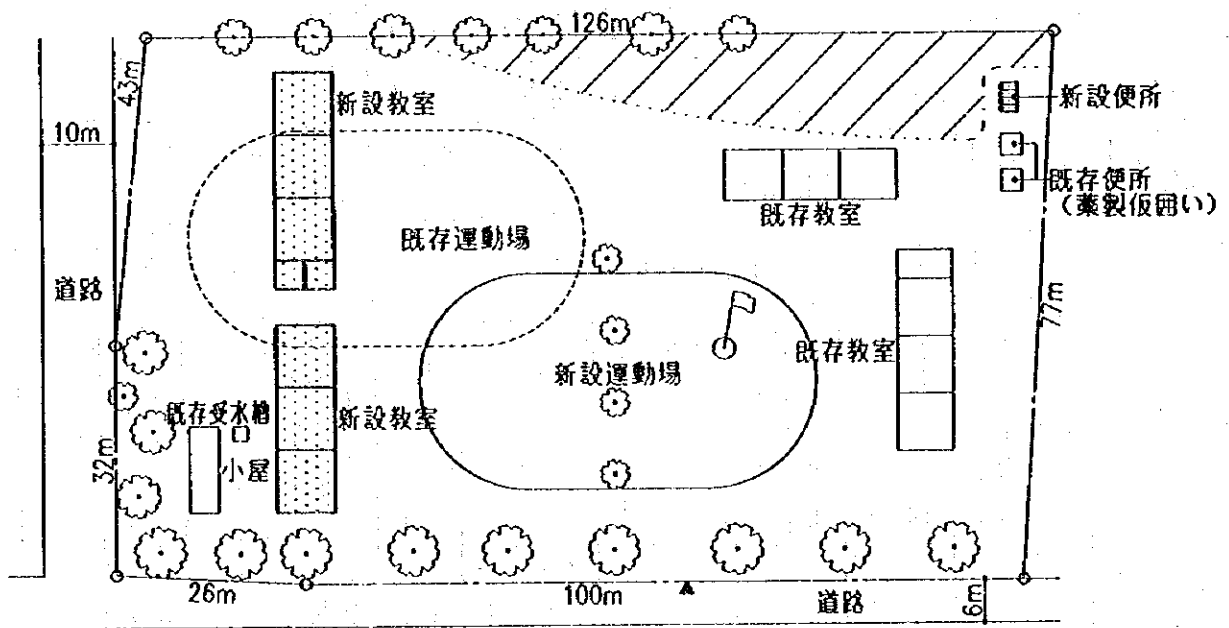 126m
43m
新設教室
新設便所
10m
既存便所
(藁製仮囲い)
既存教室
既存運動場
道路
77m
既存教室
新設運動場
既存受水槽
新設教室
32m
小屋
26m
100m
道路
6m